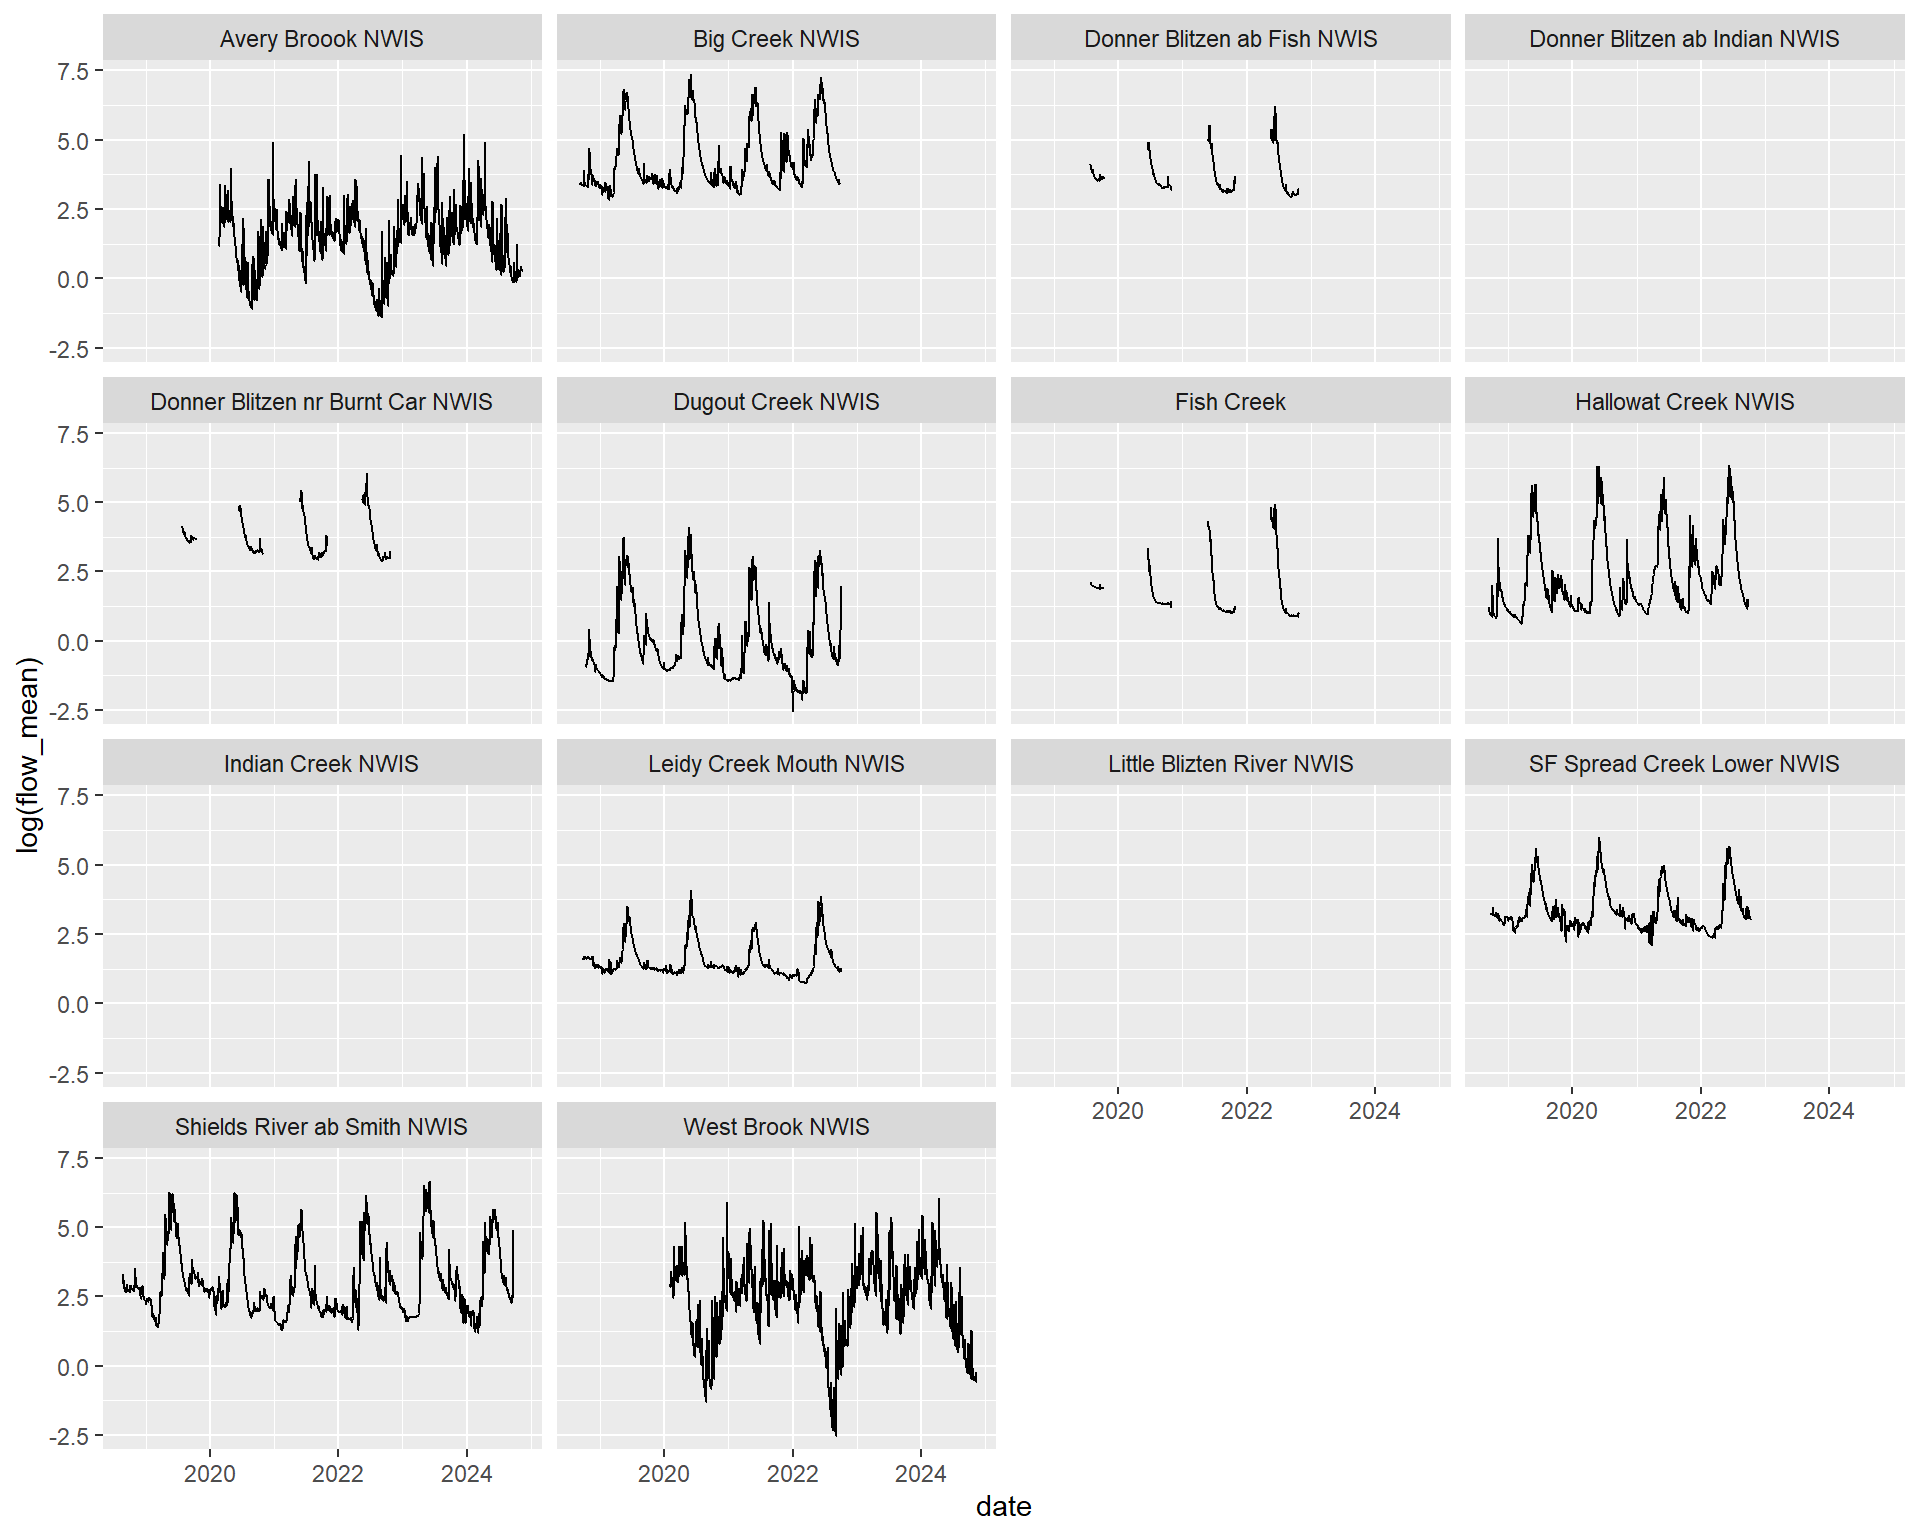 Avery Broook NWIS
Big Creek NWIS
Donner Blitzen ab Fish NWIS
Donner Blitzen ab Indian NWIS
7.5
5.0
2.5
0.0
-2.5
Donner Blitzen nr Burnt Car NWIS
Dugout Creek NWIS
Fish Creek
Hallowat Creek NWIS
7.5
5.0
2.5
0.0
-2.5
Indian Creek NWIS
Leidy Creek Mouth NWIS
Little Blizten River NWIS
SF Spread Creek Lower NWIS
7.5
5.0
2.5
0.0
-2.5
2020 2022 2024
2020 2022 2024
Shields River ab Smith NWIS
West Brook NWIS
7.5
5.0
2.5
0.0
-2.5
2020 2022 2024
2020 2022 2024
log(flow_mean)
date